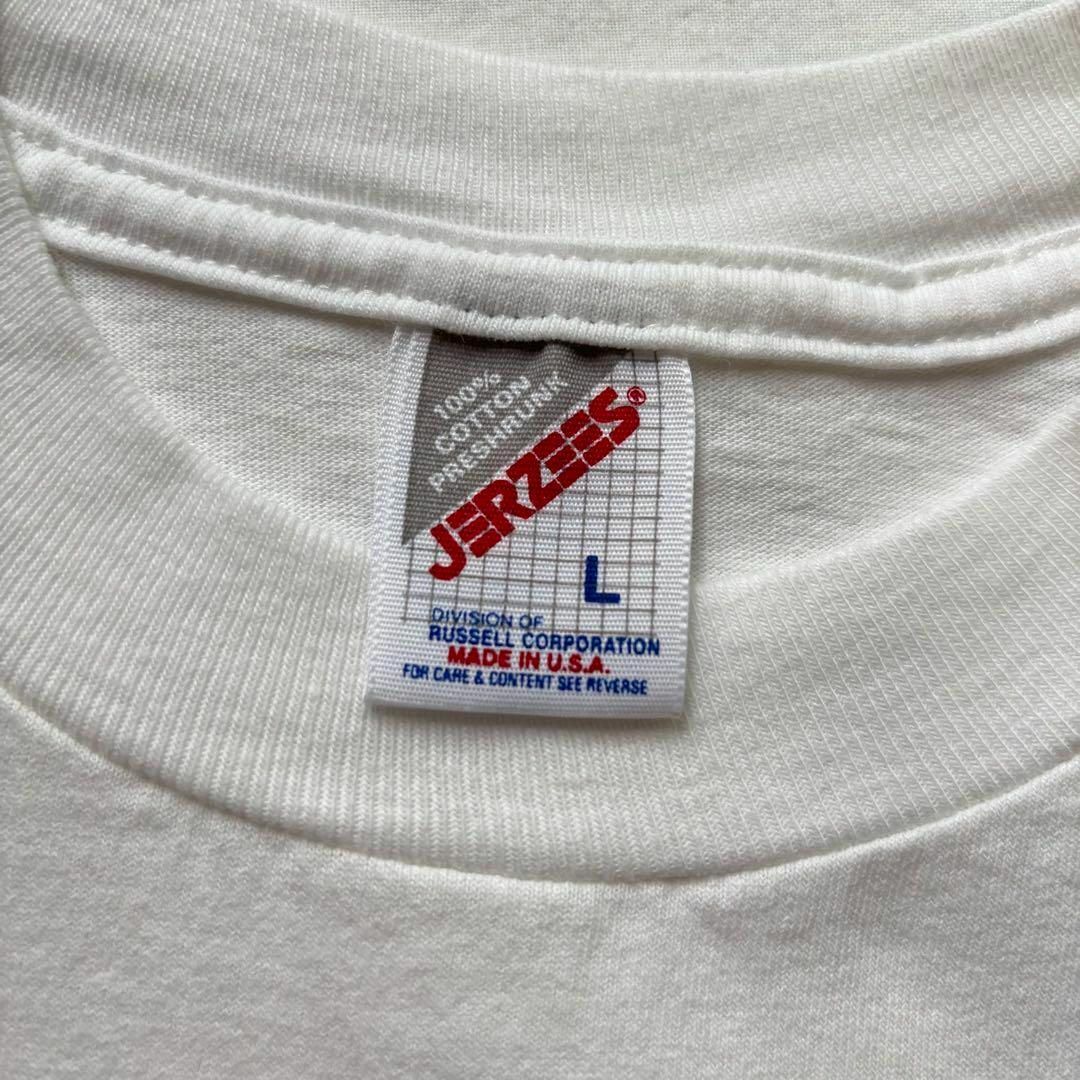 100%
COTTON
PRESHRUNK
JERZEES®
L
DIVISION OF
RUSSELL CORPORATION
MADE IN U.S.A.
FOR CARE & CONTENT SEE REVERSE